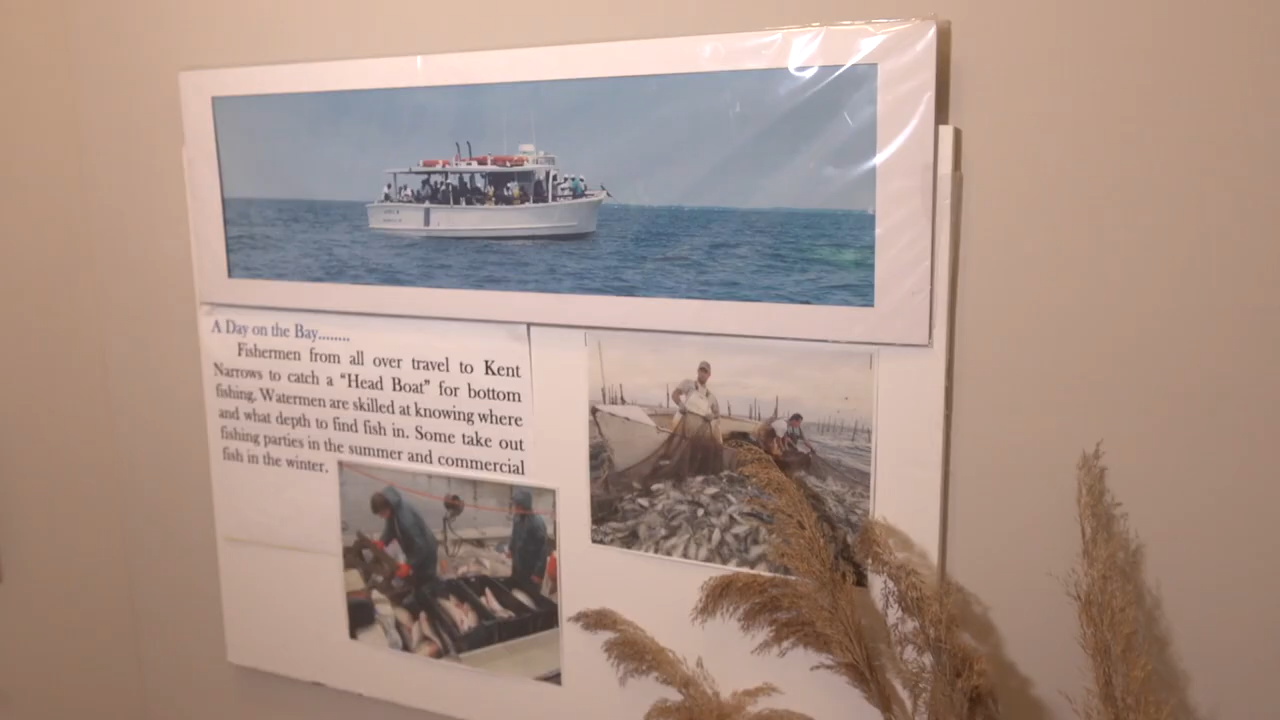 A Day on the Bay........
Fishermen from all over travel to Kent
Narrows to catch a “Head Boat” for bottom
fishing. Watermen are skilled at knowing where
and what depth to find fish in. Some take out
fishing parties in the summer and commercial
fish in the winter.